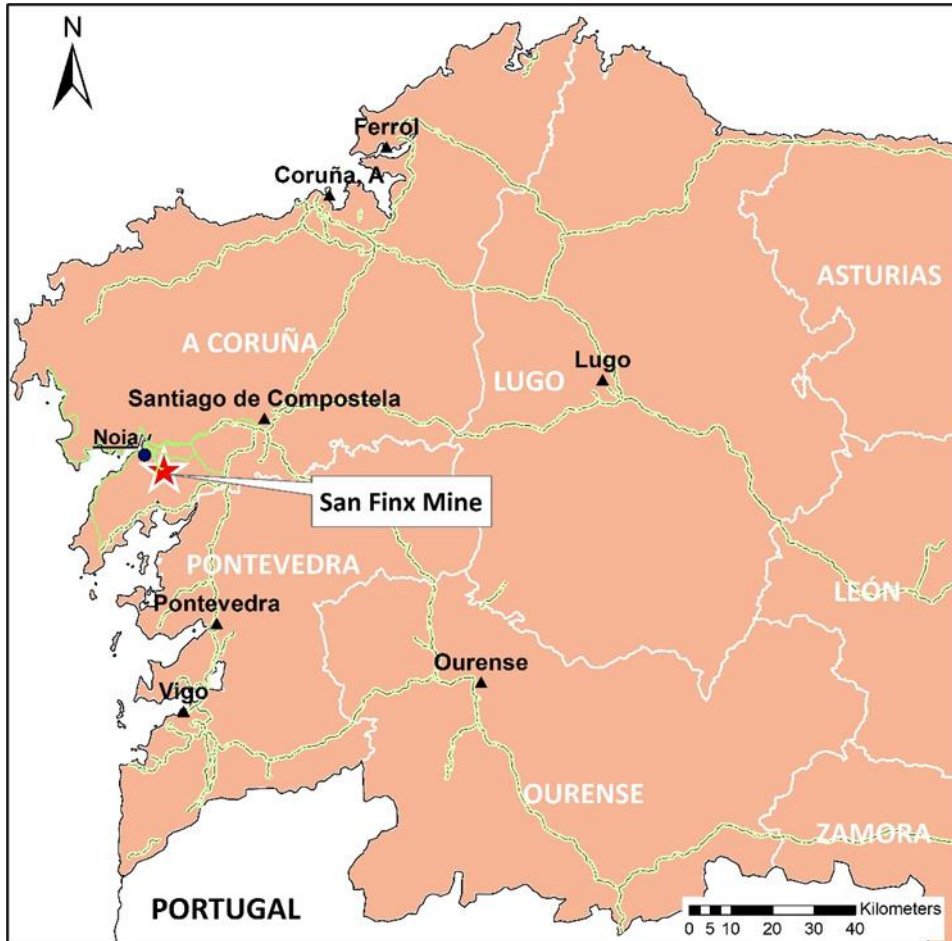 N
Ferrol
Coruña, A
ASTURIAS
A CORUÑA
Lugo
LUGO
Santiago de Compostela
Noia
San Finx Mine
PONTEVEDRA
LEÓN
Pontevedra
Ourense
Vigo
OURENSE
ZAMORA
PORTUGAL
Kilometers
0 5 10 20 30 40